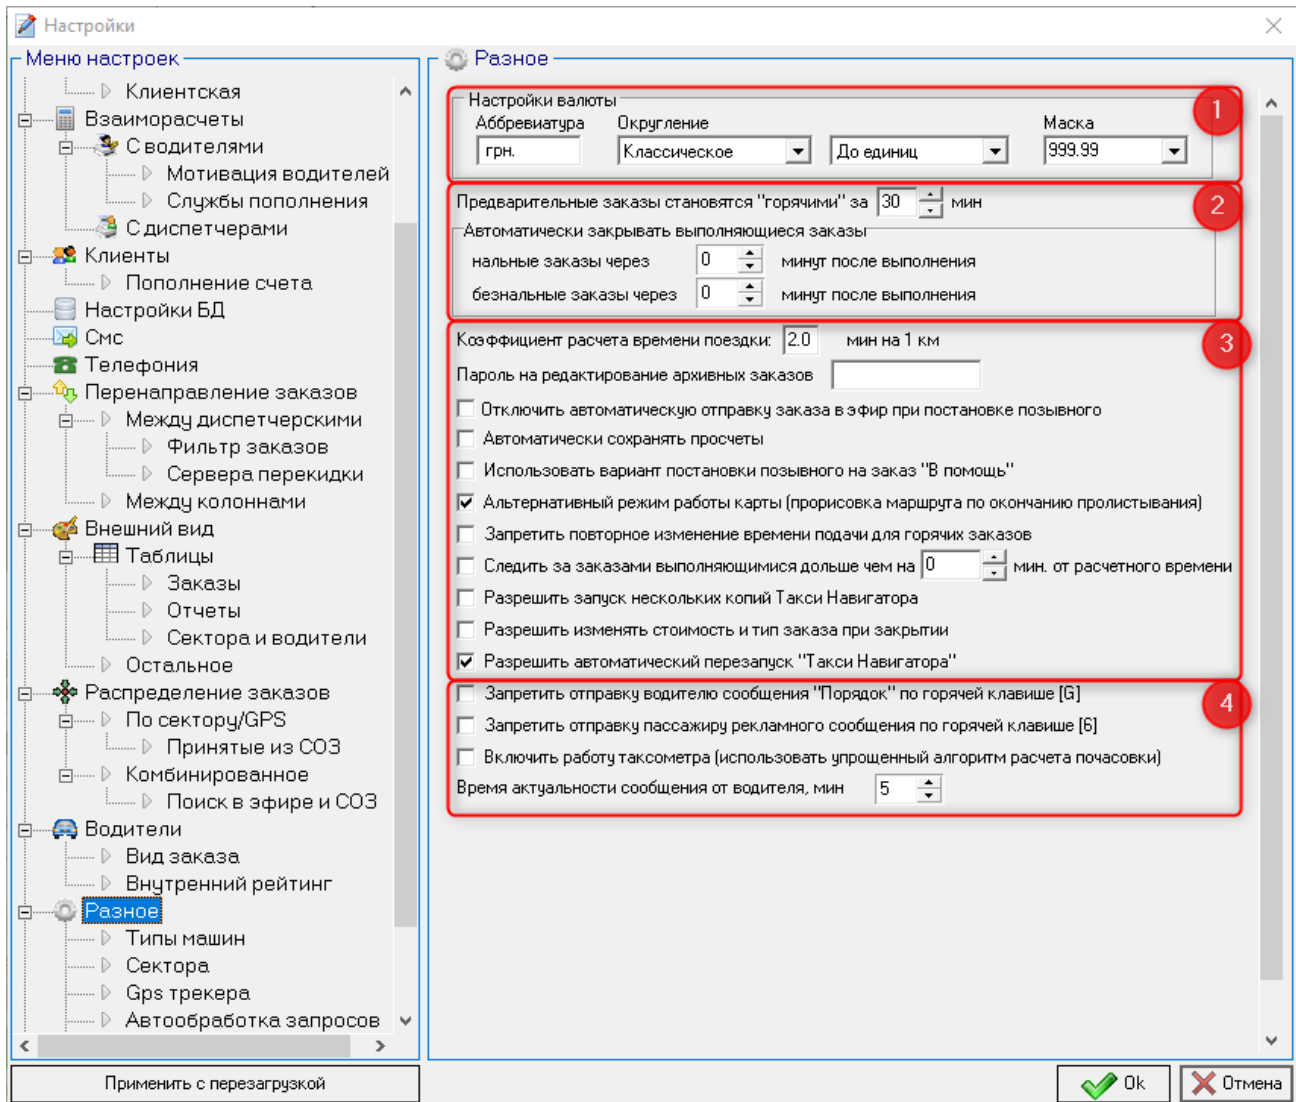 Настройки
Меню настроек
Клиентская
Взаиморасчеты
С водителями
Мотивация водителей
Службы пополнения
С диспетчерами
Клиенты
Пополнение счета
Настройки БД
Смс
Телефония
Перенаправление заказов
Между диспетчерскими
Фильтр заказов
Сервера перекидки
Между колоннами
Внешний вид
Таблицы
Заказы
Отчеты
Сектора и водители
Остальное
Распределение заказов
По сектору/GPS
Принятые из СОЗ
Комбинированное
Поиск в эфире и СОЗ
Водители
Вид заказа
Внутренний рейтинг
Разное
Типы машин
Сектора
Gps трекера
Автообработка запросов
Применить с перезагрузкой
Разное
Настройки валюты
1
Аббревиатура Округление Маска
грн. Классическое До единиц 999.99
Предварительные заказы становятся "горячими" за 30 мин
2
Автоматически закрывать выполняющиеся заказы
нальные заказы через 0 минут после выполнения
безнальные заказы через 0 минут после выполнения
Коэффициент расчета времени поездки: 2.0 мин на 1 км
3
Пароль на редактирование архивных заказов
Отключить автоматическую отправку заказа в эфир при постановке позывного
Автоматически сохранять просчеты
Использовать вариант постановки позывного на заказ "В помощь"
Альтернативный режим работы карты (прорисовка маршрута по окончанию пролистывания)
Запретить повторное изменение времени подачи для горячих заказов
Следить за заказами выполняющимися дольше чем на 0 мин. от расчетного времени
Разрешить запуск нескольких копий Такси Навигатора
Разрешить изменять стоимость и тип заказа при закрытии
Разрешить автоматический перезапуск "Такси Навигатора"
Запретить отправку водителю сообщения "Порядок" по горячей клавише [G]
4
Запретить отправку пассажиру рекламного сообщения по горячей клавише [6]
Включить работу таксометра (использовать упрощенный алгоритм расчета почасовки)
Время актуальности сообщения от водителя, мин 5
Ok Отмена